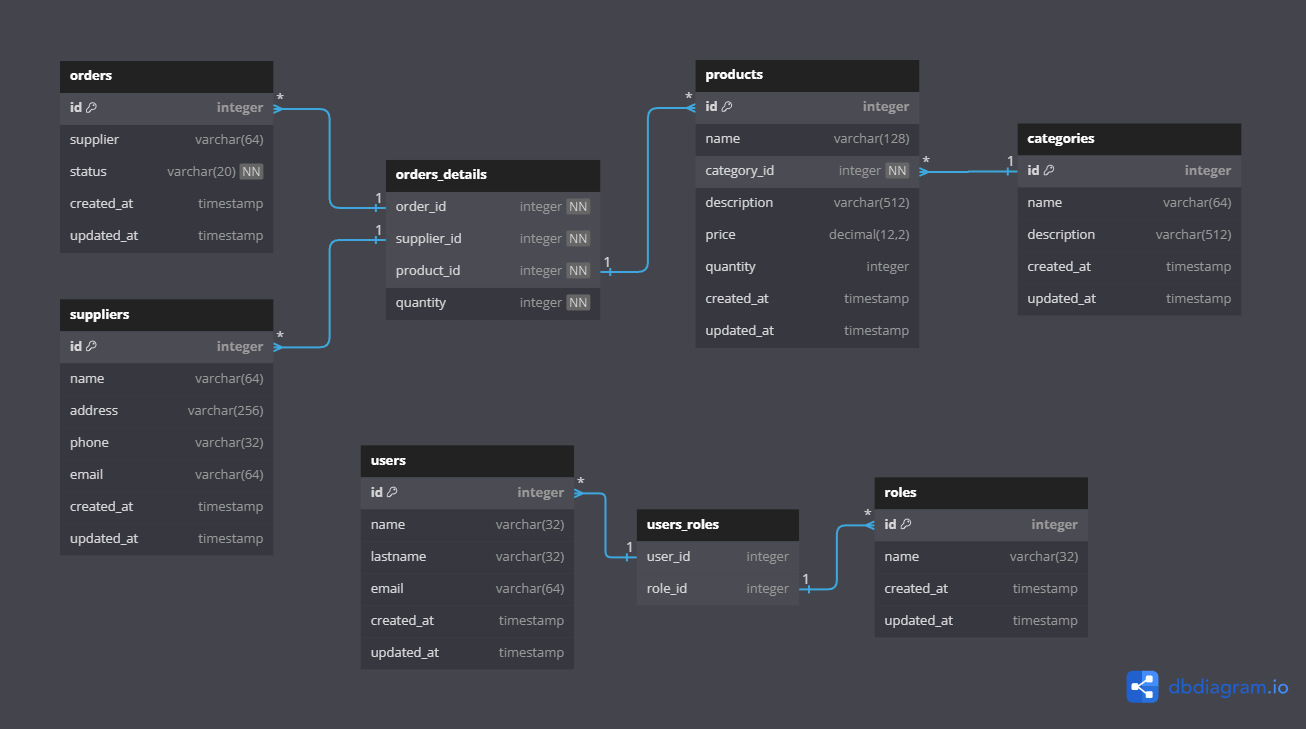 orders
id integer
supplier varchar(64)
status varchar(20) NN
created_at timestamp
updated_at timestamp
*
1
orders_details
order_id integer NN
supplier_id integer NN
product_id integer NN
quantity integer NN
1
1
*
products
id integer
name varchar(128)
category_id integer NN
description varchar(512)
price decimal(12,2)
quantity integer
created_at timestamp
updated_at timestamp
*
1
categories
id integer
name varchar(64)
description varchar(512)
created_at timestamp
updated_at timestamp
suppliers
id integer
name varchar(64)
address varchar(256)
phone varchar(32)
email varchar(64)
created_at timestamp
updated_at timestamp
*
users
id integer
name varchar(32)
lastname varchar(32)
email varchar(64)
created_at timestamp
updated_at timestamp
*
1
users_roles
user_id integer
role_id integer
1
*
roles
id integer
name varchar(32)
created_at timestamp
updated_at timestamp
dbdiagram.io